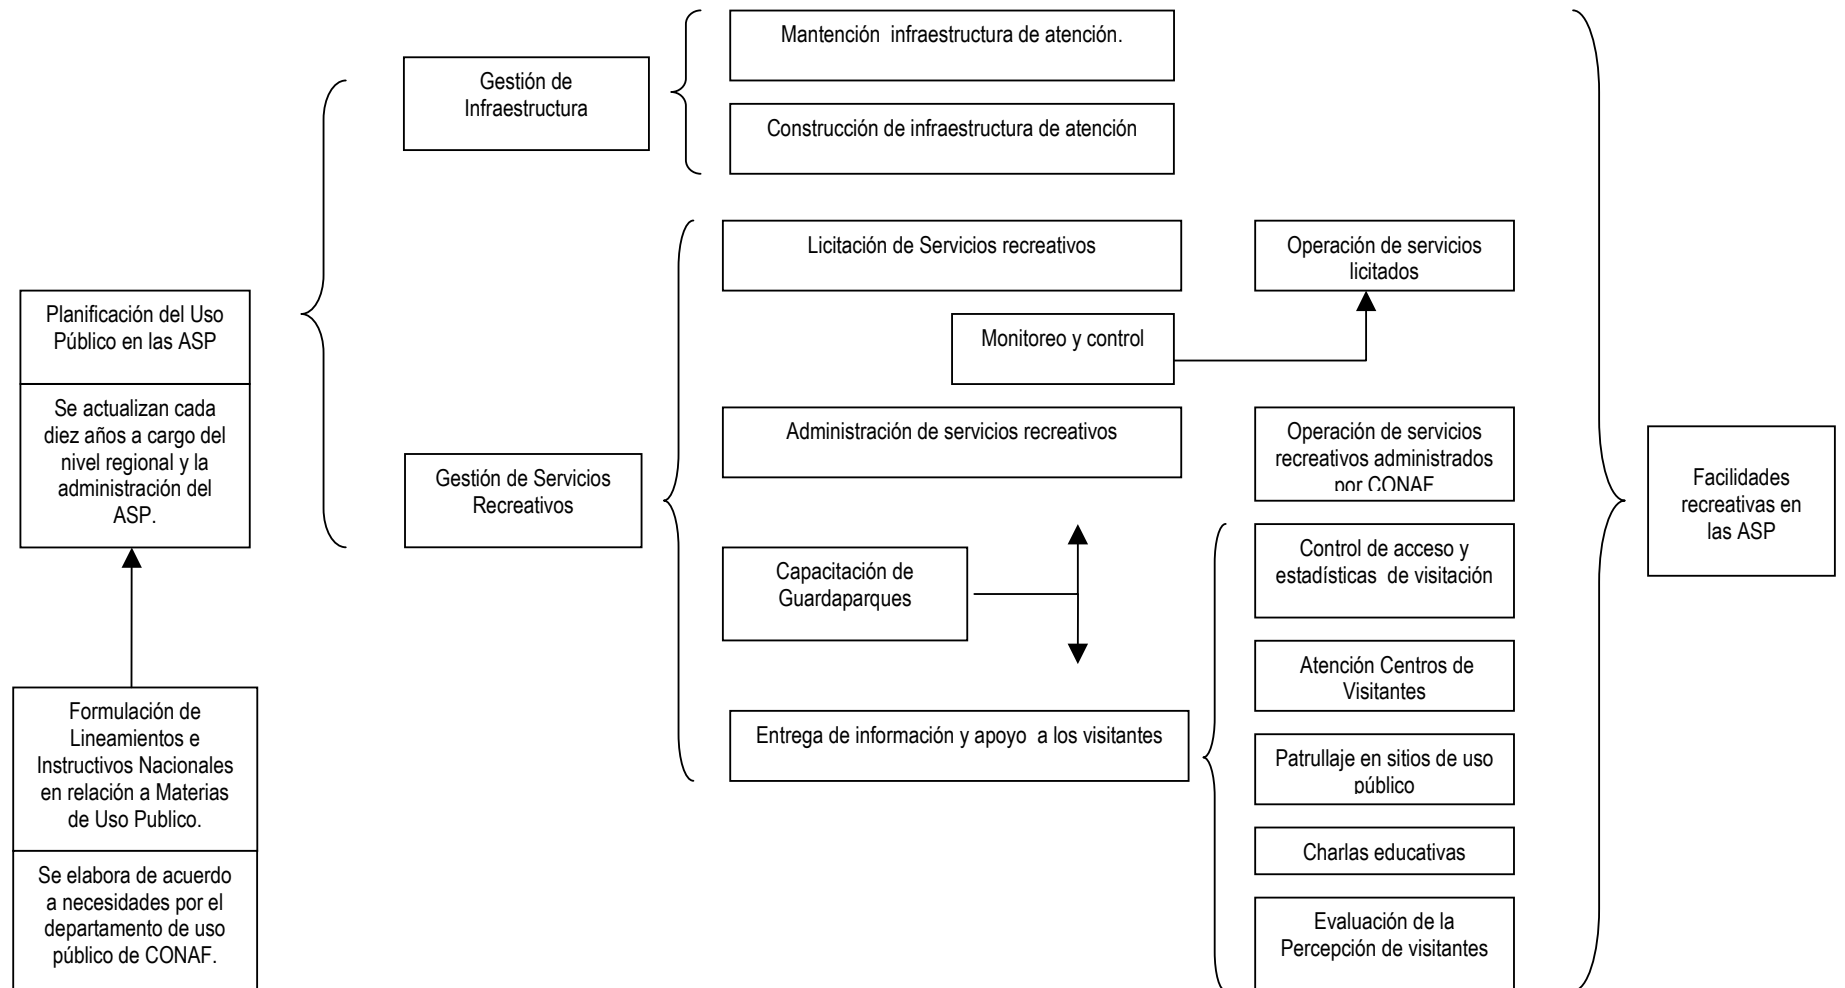 Mantención infraestructura de atención.
Gestión de
Infraestructura
Construcción de infraestructura de atención
Licitación de Servicios recreativos
Operación de servicios
licitados
Planificación del Uso
Público en las ASP
Monitoreo y control
Se actualizan cada
diez años a cargo del
nivel regional y la
administración del
ASP.
Administración de servicios recreativos
Operación de servicios
recreativos administrados
por CONAF
Gestión de Servicios
Recreativos
Facilidades
recreativas en
las ASP
Capacitación de
Guardaparques
Control de acceso y
estadísticas de visitación
Atención Centros de
Visitantes
Formulación de
Lineamientos e
Instructivos Nacionales
en relación a Materias
de Uso Publico.
Entrega de información y apoyo a los visitantes
Patrullaje en sitios de uso
público
Charlas educativas
Se elabora de acuerdo
a necesidades por el
departamento de uso
público de CONAF.
Evaluación de la
Percepción de visitantes